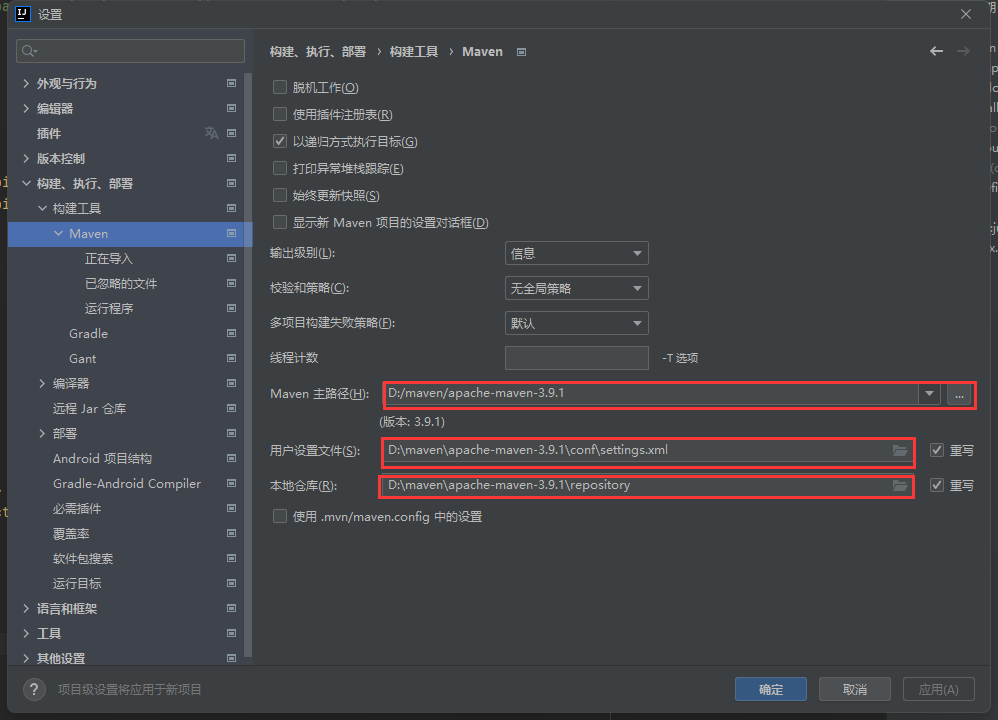 设置
构建、执行、部署 › 构建工具 › Maven
外观与行为
编辑器
插件
版本控制
构建、执行、部署
构建工具
Maven
正在导入
已忽略的文件
运行程序
Gradle
Gant
编译器
远程 Jar 仓库
部署
Android 项目结构
Gradle-Android Compiler
必需插件
覆盖率
软件包搜索
运行目标
语言和框架
工具
其他设置
脱机工作(O)
使用插件注册表(R)
以递归方式执行目标(G)
打印异常堆栈跟踪(E)
始终更新快照(S)
显示新 Maven 项目的设置对话框(D)
输出级别(L): 信息
校验和策略(C): 无全局策略
多项目构建失败策略(F): 默认
线程计数 -T 选项
Maven 主路径(H): D:/maven/apache-maven-3.9.1 ...
(版本: 3.9.1)
用户设置文件(S): D:\maven\apache-maven-3.9.1\conf\settings.xml 重写
本地仓库(R): D:\maven\apache-maven-3.9.1\repository 重写
使用 .mvn/maven.config 中的设置
? 项目级设置将应用于新项目
确定 取消 应用(A)